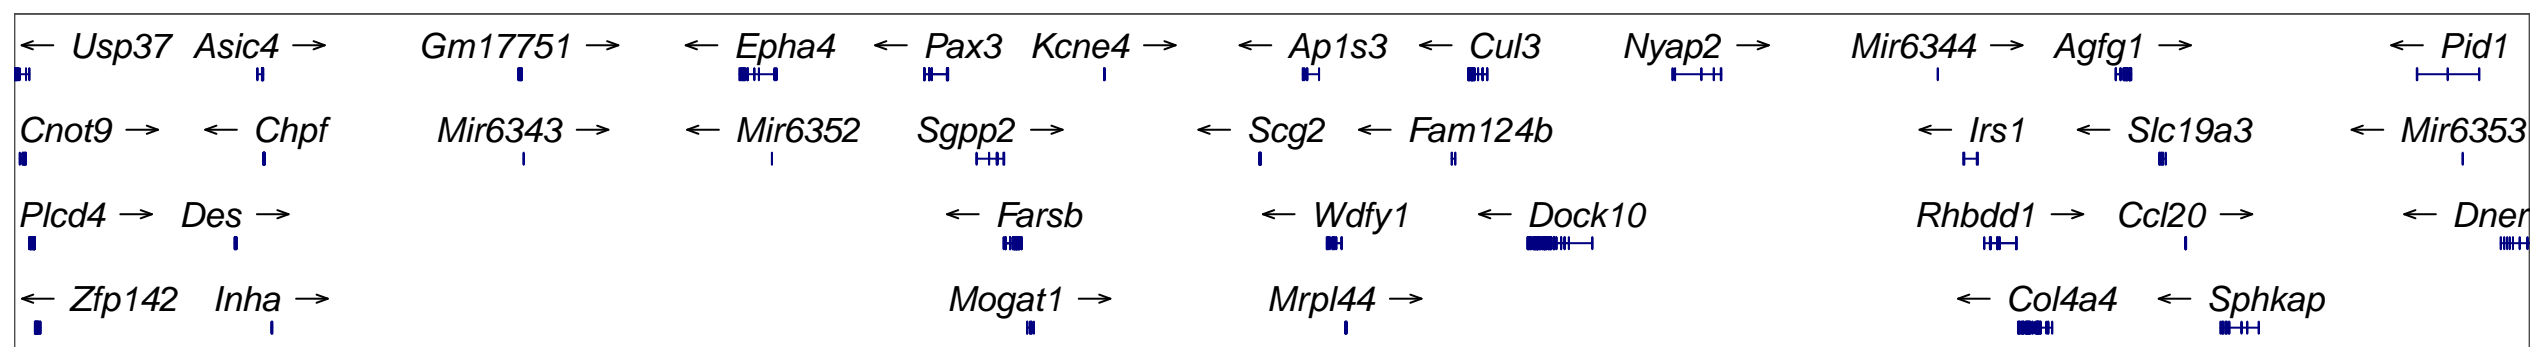 ← Usp37 Asic4 → Gm17751 → ← Epha4 ← Pax3 Kcne4 → ← Ap1s3 ← Cul3 Nyap2 → Mir6344 → Agfg1 → ← Pid1
Cnot9 → ← Chpf Mir6343 → ← Mir6352 Sgpp2 → ← Scg2 ← Fam124b ← Irs1 ← Slc19a3 ← Mir6353
Plcd4 → Des → ← Farsb ← Wdfy1 ← Dock10 Rhbdd1 → Ccl20 → ← Dner
← Zfp142 Inha → Mogat1 → Mrpl44 → ← Col4a4 ← Sphkap